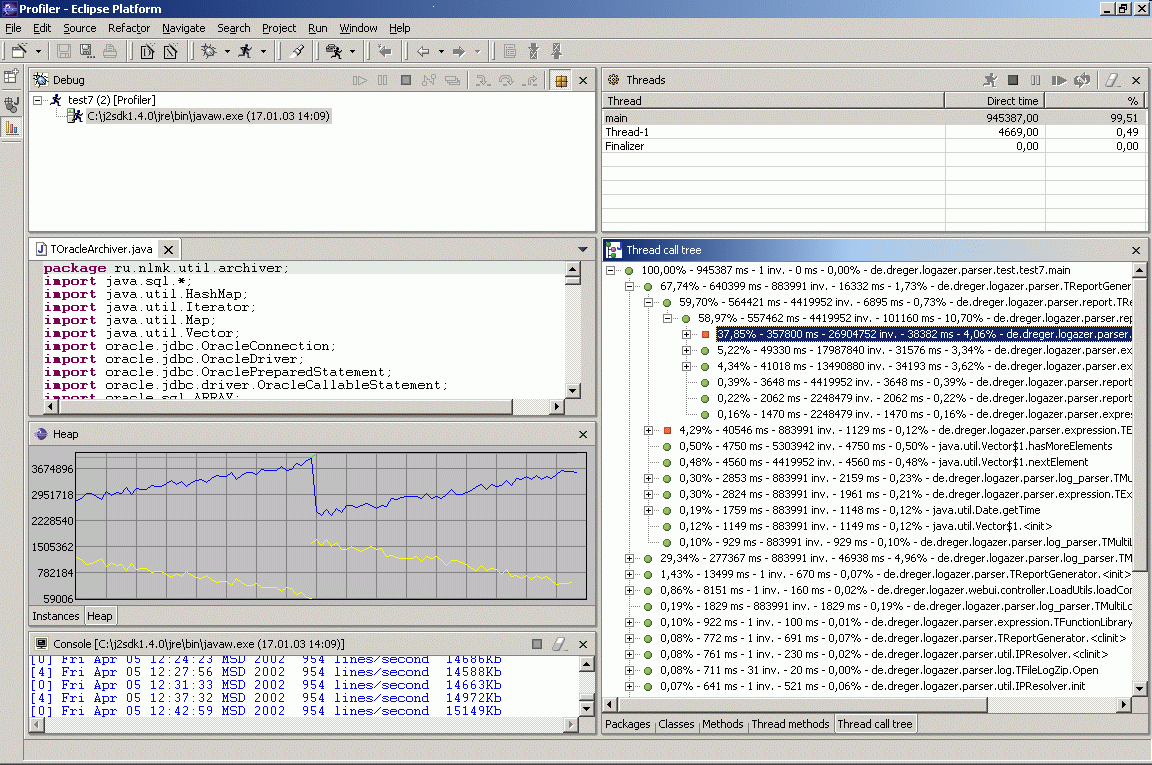 Profiler - Eclipse Platform
File Edit Source Refactor Navigate Search Project Run Window Help
Debug
test7 (2) [Profiler]
C:\j2sdk1.4.0\jre\bin\javaw.exe (17.01.03 14:09)
Threads
Thread Direct time %
main 945387,00 99,51
Thread-1 4669,00 0,49
Finalizer 0,00 0,00
TOracleArchiver.java
package ru.nlmk.util.archiver;
import java.sql.*;
import java.util.HashMap;
import java.util.Iterator;
import java.util.Map;
import java.util.Vector;
import oracle.jdbc.OracleConnection;
import oracle.jdbc.OracleDriver;
import oracle.jdbc.OraclePreparedStatement;
import oracle.jdbc.driver.OracleCallableStatement;
import oracle.sql.ARRAY;
Heap
3674896
2951718
2228540
1505362
782184
59006
Instances Heap
Console [C:\j2sdk1.4.0\jre\bin\javaw.exe (17.01.03 14:09)]
[0] Fri Apr 05 12:24:23 MSD 2002 954 lines/second 14686Kb
[4] Fri Apr 05 12:27:56 MSD 2002 954 lines/second 14588Kb
[0] Fri Apr 05 12:31:33 MSD 2002 954 lines/second 14663Kb
[4] Fri Apr 05 12:37:32 MSD 2002 954 lines/second 14972Kb
[0] Fri Apr 05 12:42:59 MSD 2002 954 lines/second 15149Kb
Thread call tree
100,00% - 945387 ms - 1 inv. - 0 ms - 0,00% - de.dreger.logazer.parser.test.test7.main
67,74% - 640399 ms - 883991 inv. - 16332 ms - 1,73% - de.dreger.logazer.parser.TReportGener
59,70% - 564421 ms - 4419952 inv. - 6895 ms - 0,73% - de.dreger.logazer.parser.report.TRe
58,97% - 557462 ms - 4419952 inv. - 101160 ms - 10,70% - de.dreger.logazer.parser.rep
37,85% - 357800 ms - 26904752 inv. - 38382 ms - 4,06% - de.dreger.logazer.parser.
5,22% - 49330 ms - 17987840 inv. - 31576 ms - 3,34% - de.dreger.logazer.parser.ex
4,34% - 41018 ms - 13490880 inv. - 34193 ms - 3,62% - de.dreger.logazer.parser.ex
0,39% - 3648 ms - 4419952 inv. - 3648 ms - 0,39% - de.dreger.logazer.parser.report
0,22% - 2062 ms - 2248479 inv. - 2062 ms - 0,22% - de.dreger.logazer.parser.report
0,16% - 1470 ms - 2248479 inv. - 1470 ms - 0,16% - de.dreger.logazer.parser.expres
4,29% - 40546 ms - 883991 inv. - 1129 ms - 0,12% - de.dreger.logazer.parser.expression.TE
0,50% - 4750 ms - 5303942 inv. - 4750 ms - 0,50% - java.util.Vector$1.hasMoreElements
0,48% - 4560 ms - 4419952 inv. - 4560 ms - 0,48% - java.util.Vector$1.nextElement
0,30% - 2853 ms - 883991 inv. - 2159 ms - 0,23% - de.dreger.logazer.parser.log_parser.TMu
0,30% - 2824 ms - 883991 inv. - 1961 ms - 0,21% - de.dreger.logazer.parser.expression.TEx
0,19% - 1759 ms - 883991 inv. - 1148 ms - 0,12% - java.util.Date.getTime
0,12% - 1149 ms - 883991 inv. - 1149 ms - 0,12% - java.util.Vector$1.<init>
0,10% - 929 ms - 883991 inv. - 929 ms - 0,10% - de.dreger.logazer.parser.log_parser.TMultiL
29,34% - 277367 ms - 883991 inv. - 46938 ms - 4,96% - de.dreger.logazer.parser.log_parser.TM
1,43% - 13499 ms - 1 inv. - 670 ms - 0,07% - de.dreger.logazer.parser.TReportGenerator.<init>
0,86% - 8151 ms - 1 inv. - 160 ms - 0,02% - de.dreger.logazer.webui.controller.LoadUtils.loadCor
0,19% - 1829 ms - 883991 inv. - 1829 ms - 0,19% - de.dreger.logazer.parser.log_parser.TMultiLo
0,10% - 922 ms - 1 inv. - 100 ms - 0,01% - de.dreger.logazer.parser.expression.TFunctionLibrary
0,08% - 772 ms - 1 inv. - 691 ms - 0,07% - de.dreger.logazer.parser.TReportGenerator.<clinit>
0,08% - 761 ms - 1 inv. - 230 ms - 0,02% - de.dreger.logazer.parser.util.IPResolver.<clinit>
0,08% - 711 ms - 31 inv. - 20 ms - 0,00% - de.dreger.logazer.parser.log.TFileLogZip.Open
0,07% - 641 ms - 1 inv. - 521 ms - 0,06% - de.dreger.logazer.parser.util.IPResolver.init
Packages Classes Methods Thread methods Thread call tree